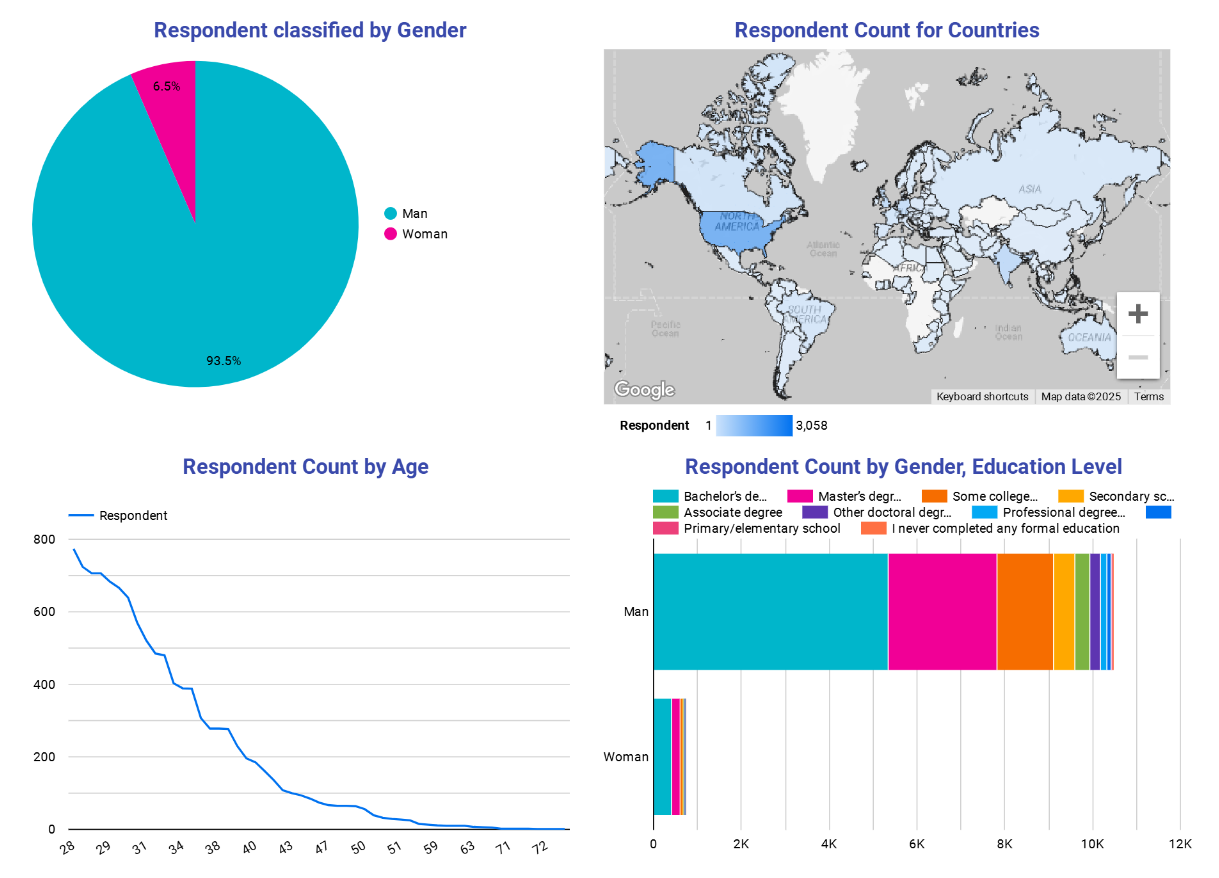 Respondent classified by Gender
6.5%
93.5%
Man
Woman
Respondent Count for Countries
NORTH
AMERICA
Atlantic
Ocean
ASIA
AFRICA
SOUTH
AMERICA
Pacific
Ocean
Indian
Ocean
OCEANIA
+
−
Google
Keyboard shortcuts Map data ©2025 Terms
Respondent 1 3,058
Respondent Count by Age
Respondent
800
600
400
200
0
28 29 31 34 38 40 43 47 50 51 59 63 71 72
Respondent Count by Gender, Education Level
Bachelor's de... Master's degr... Some college... Secondary sc...
Associate degree Other doctoral degr... Professional degree...
Primary/elementary school I never completed any formal education
Man
Woman
0 2K 4K 6K 8K 10K 12K